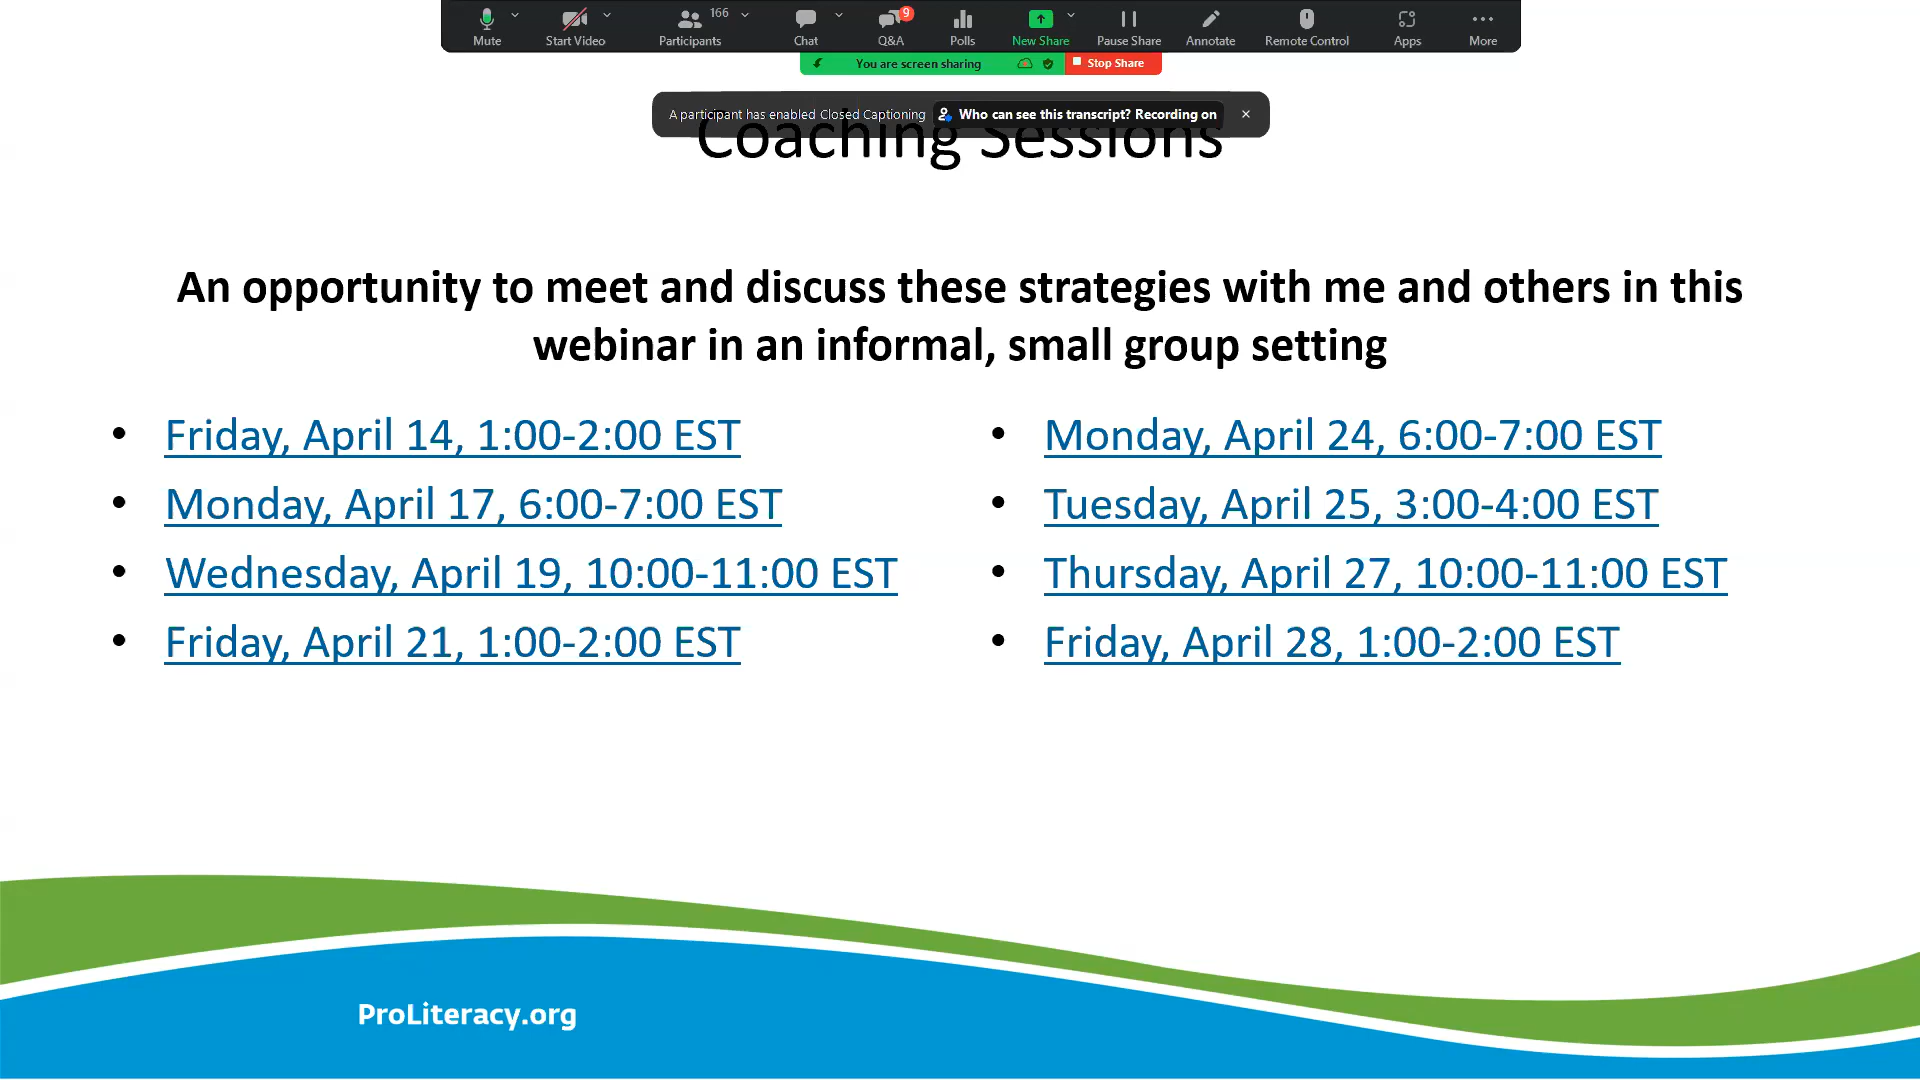 Mute
Start Video
166
Participants
Chat
9
Q&A
Polls
New Share
Pause Share
Annotate
Remote Control
Apps
More
You are screen sharing
Stop Share
A participant has enabled Closed Captioning Who can see this transcript? Recording on
Coaching Sessions
An opportunity to meet and discuss these strategies with me and others in this
webinar in an informal, small group setting
• Friday, April 14, 1:00-2:00 EST
• Monday, April 17, 6:00-7:00 EST
• Wednesday, April 19, 10:00-11:00 EST
• Friday, April 21, 1:00-2:00 EST
• Monday, April 24, 6:00-7:00 EST
• Tuesday, April 25, 3:00-4:00 EST
• Thursday, April 27, 10:00-11:00 EST
• Friday, April 28, 1:00-2:00 EST
ProLiteracy.org